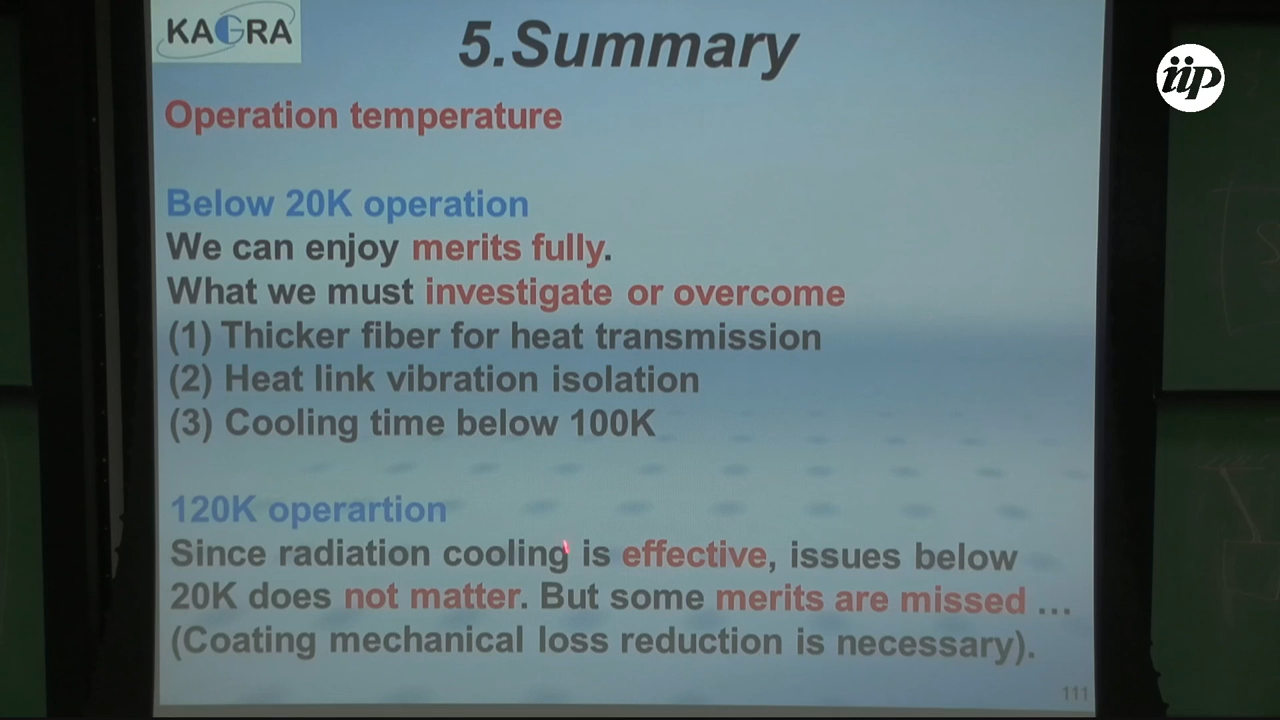 KAGRA
5.Summary
iip
Operation temperature
Below 20K operation
We can enjoy merits fully.
What we must investigate or overcome
(1) Thicker fiber for heat transmission
(2) Heat link vibration isolation
(3) Cooling time below 100K
120K operartion
Since radiation cooling is effective, issues below
20K does not matter. But some merits are missed ...
(Coating mechanical loss reduction is necessary).
111